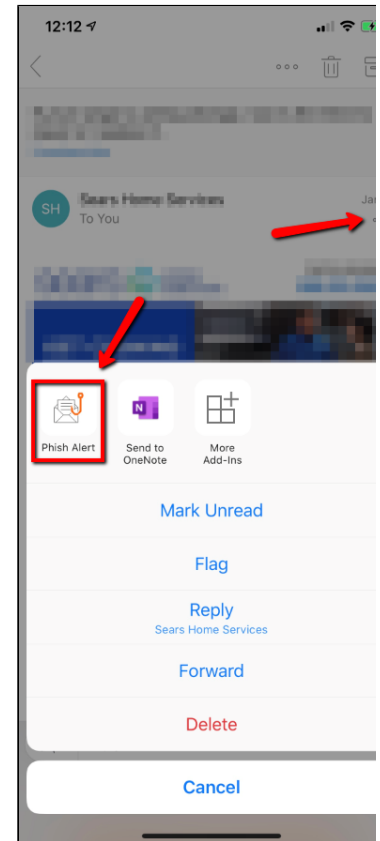 12:12
SH
Sears Home Services
To You
Jan
Phish Alert
Send to
OneNote
More
Add-Ins
Mark Unread
Flag
Reply
Sears Home Services
Forward
Delete
Cancel